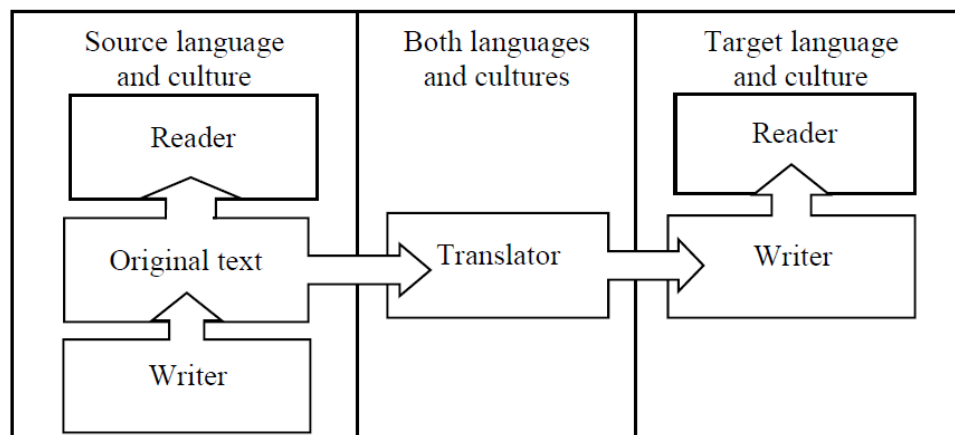 Source language
and culture
Reader
Original text
Writer
Both languages
and cultures
Translator
Target language
and culture
Reader
Writer